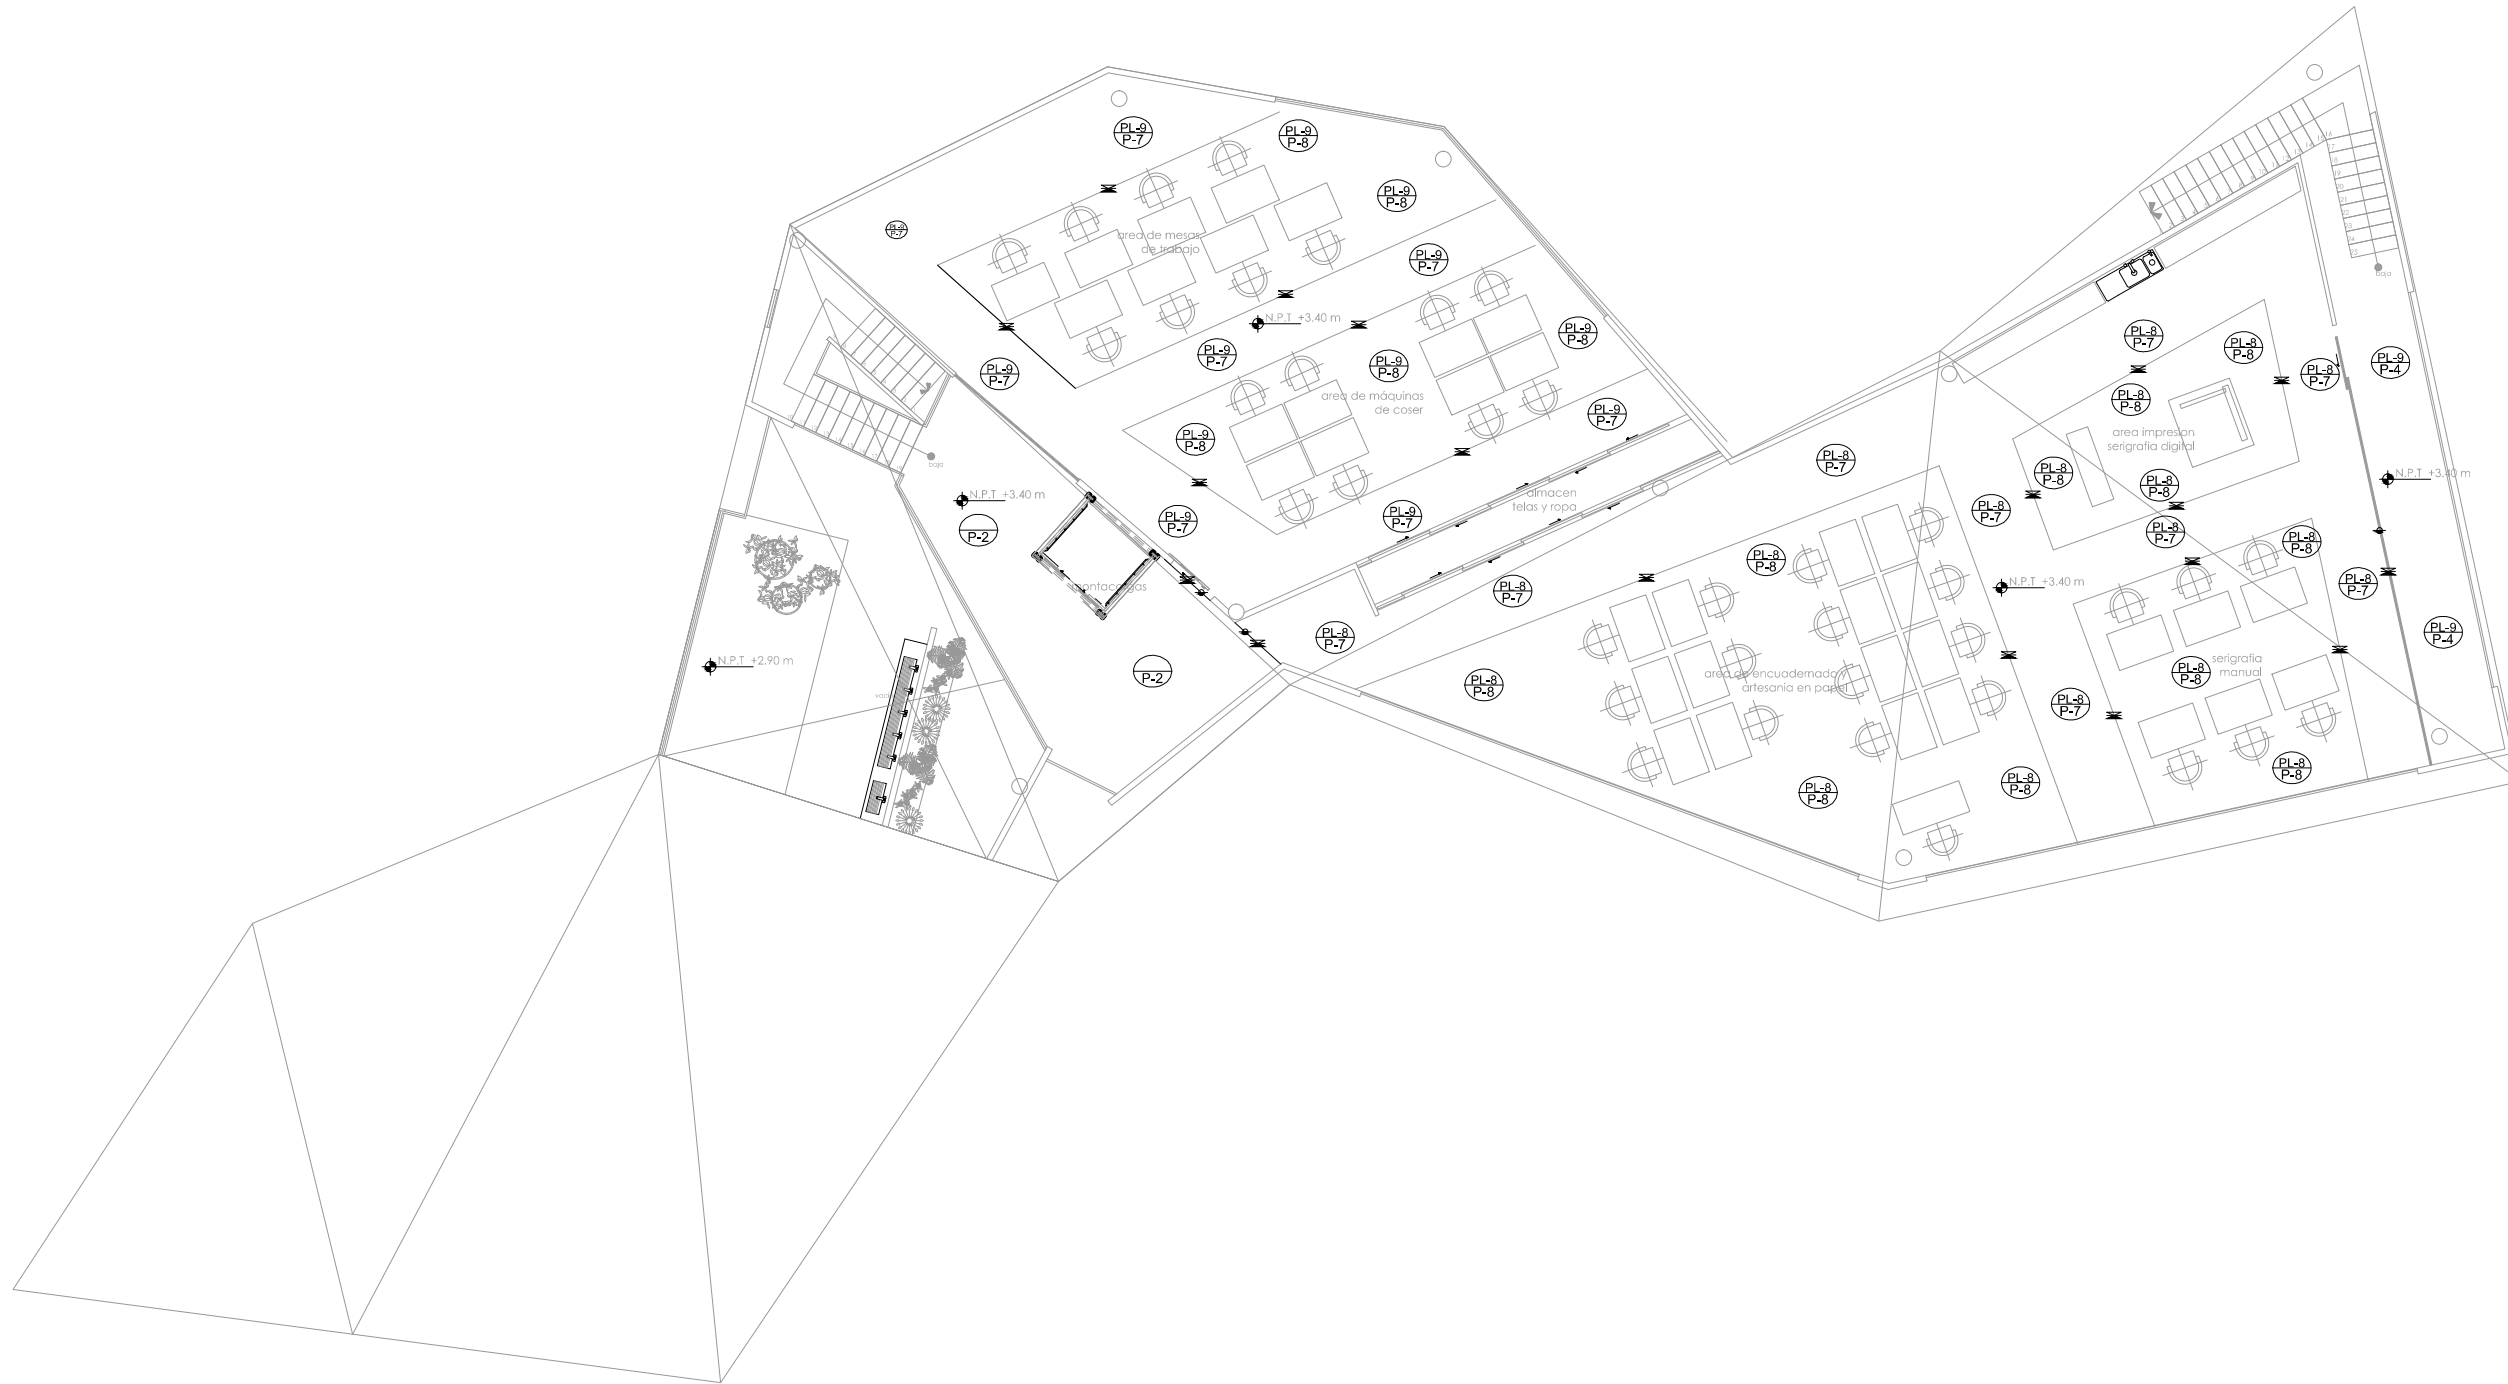 PL-9
P-7
PL-9
P-8
PL-9
P-8
PL-9
P-7
area de mesas
de trabajo
PL-9
P-7
N.P.T +3.40 m
PL-9
P-8
PL-9
P-7
PL-9
P-8
PL-9
P-7
area de máquinas
de coser
PL-9
P-7
PL-9
P-8
baja
N.P.T +3.40 m
P-2
PL-9
P-7
PL-9
P-7
almacen
telas y ropa
montacargas
PL-8
P-7
PL-8
P-7
P-2
N.P.T +2.90 m
PL-8
P-8
PL-8
P-7
PL-8
P-8
area de encuadernado y
artesania en papel
PL-8
P-8
PL-8
P-8
baja
PL-8
P-7
PL-8
P-8
PL-8
P-7
PL-9
P-4
PL-8
P-8
area impresion
serigrafia digital
PL-8
P-8
PL-8
P-8
N.P.T +3.40 m
PL-8
P-7
PL-8
P-7
PL-8
P-8
N.P.T +3.40 m
PL-8
P-7
PL-9
P-4
serigrafia
manual
PL-8
P-8
PL-8
P-7
PL-8
P-8